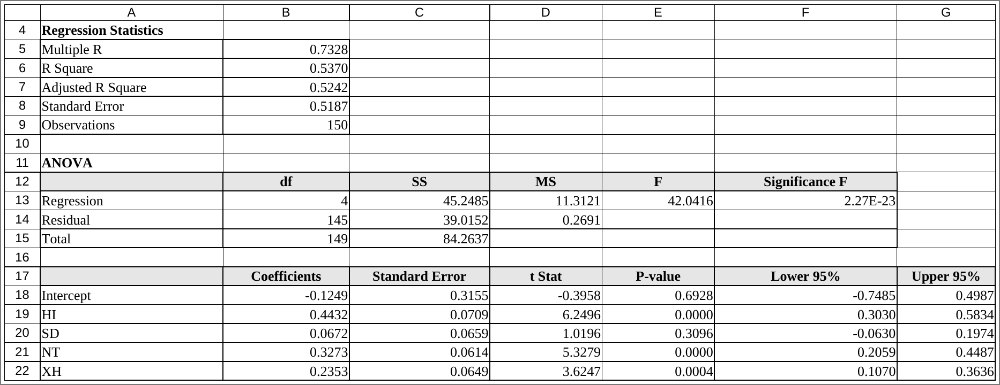 A B C D E F G
4 Regression Statistics
5 Multiple R 0.7328
6 R Square 0.5370
7 Adjusted R Square 0.5242
8 Standard Error 0.5187
9 Observations 150
10
11 ANOVA
12 df SS MS F Significance F
13 Regression 4 45.2485 11.3121 42.0416 2.27E-23
14 Residual 145 39.0152 0.2691
15 Total 149 84.2637
16
17 Coefficients Standard Error t Stat P-value Lower 95% Upper 95%
18 Intercept -0.1249 0.3155 -0.3958 0.6928 -0.7485 0.4987
19 HI 0.4432 0.0709 6.2496 0.0000 0.3030 0.5834
20 SD 0.0672 0.0659 1.0196 0.3096 -0.0630 0.1974
21 NT 0.3273 0.0614 5.3279 0.0000 0.2059 0.4487
22 XH 0.2353 0.0649 3.6247 0.0004 0.1070 0.3636